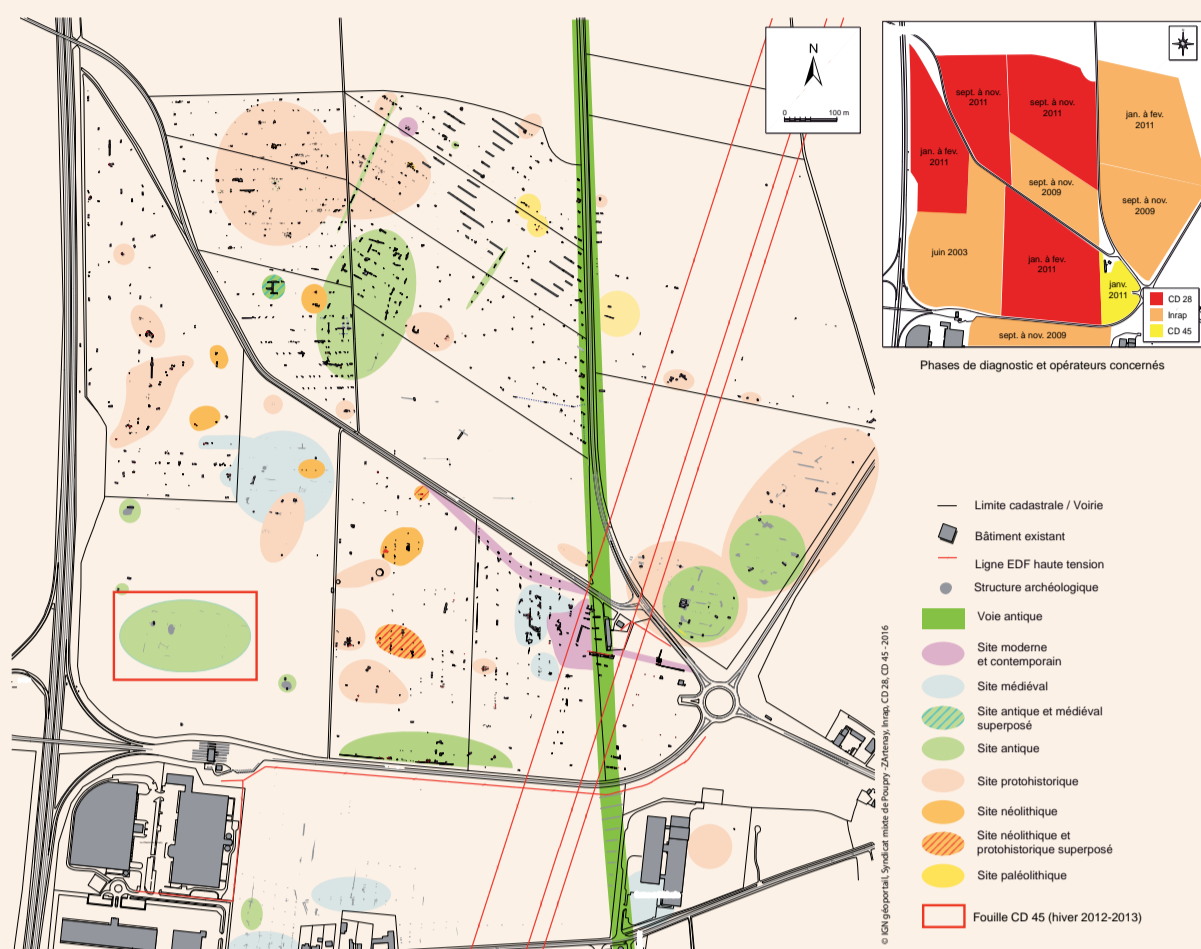 N
0 100 m
sept. à nov.
2011
sept. à nov.
2011
jan. à fev.
2011
jan. à fev.
2011
sept. à nov.
2009
sept. à nov.
2009
juin 2003
jan. à fev.
2011
janv.
2011
sept. à nov. 2009
CD 28
Inrap
CD 45
Phases de diagnostic et opérateurs concernés
Limite cadastrale / Voirie
Bâtiment existant
Ligne EDF haute tension
Structure archéologique
Voie antique
Site moderne
et contemporain
Site médiéval
Site antique et médiéval
superposé
Site antique
Site protohistorique
Site néolithique
Site néolithique et
protohistorique superposé
Site paléolithique
Fouille CD 45 (hiver 2012-2013)
© IGN géoportail, Syndicat mixte de Poupry -ZArtenay, Inrap, CD 28, CD 45 - 2016